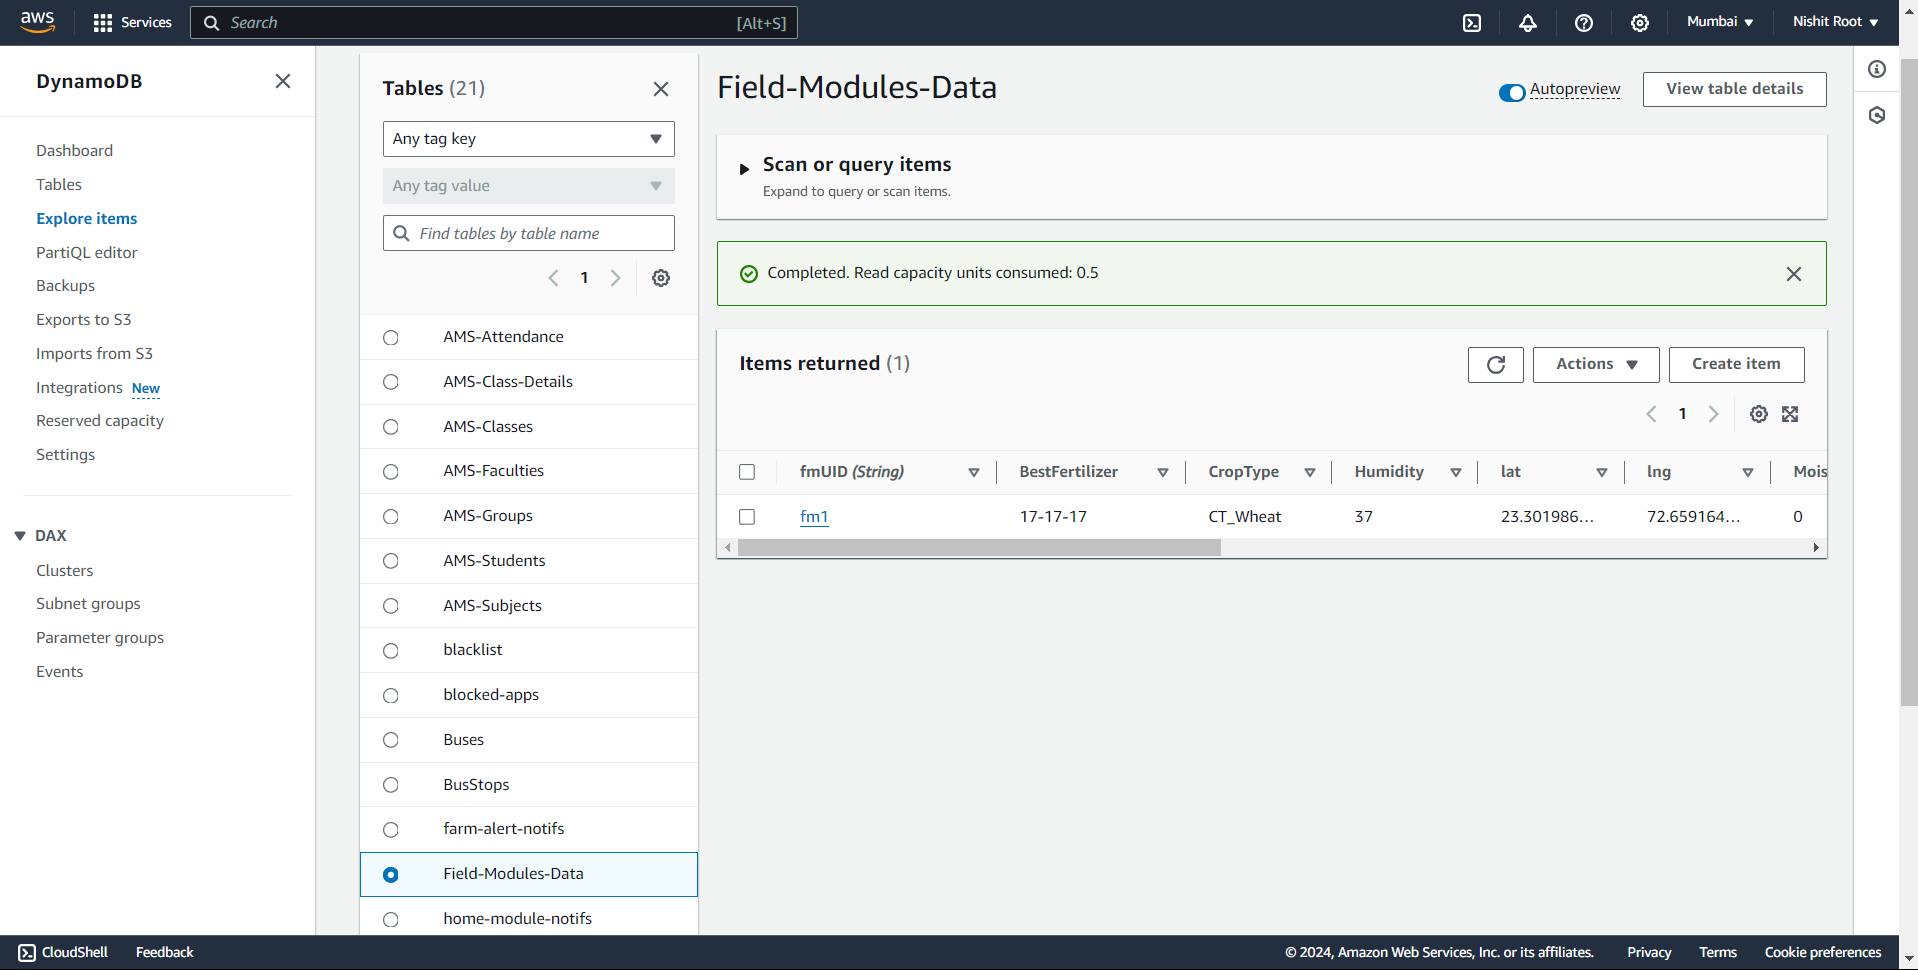 aws
Services
Search
[Alt+S]
Mumbai
Nishit Root
DynamoDB
Dashboard
Tables
Explore items
PartiQL editor
Backups
Exports to S3
Imports from S3
Integrations New
Reserved capacity
Settings
DAX
Clusters
Subnet groups
Parameter groups
Events
Tables (21)
Any tag key
Any tag value
Find tables by table name
1
AMS-Attendance
AMS-Class-Details
AMS-Classes
AMS-Faculties
AMS-Groups
AMS-Students
AMS-Subjects
blacklist
blocked-apps
Buses
BusStops
farm-alert-notifs
Field-Modules-Data
home-module-notifs
Field-Modules-Data
Autopreview
View table details
Scan or query items
Expand to query or scan items.
Completed. Read capacity units consumed: 0.5
Items returned (1)
Actions
Create item
1
fmUID (String) BestFertilizer CropType Humidity lat lng Mois
fm1 17-17-17 CT_Wheat 37 23.301986... 72.659164... 0
CloudShell
Feedback
© 2024, Amazon Web Services, Inc. or its affiliates.
Privacy
Terms
Cookie preferences